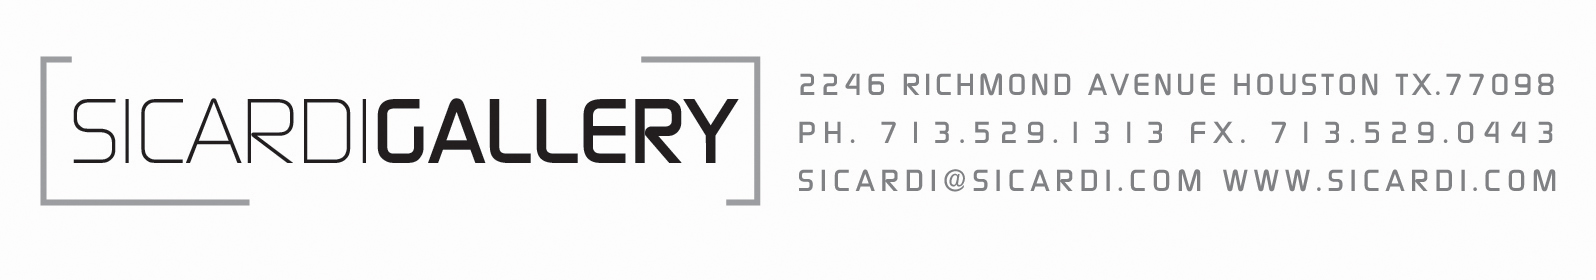 SICARDIGALLERY
2246 RICHMOND AVENUE HOUSTON TX.77098
PH. 713.529.1313 FX. 713.529.0443
SICARDI@SICARDI.COM WWW.SICARDI.COM